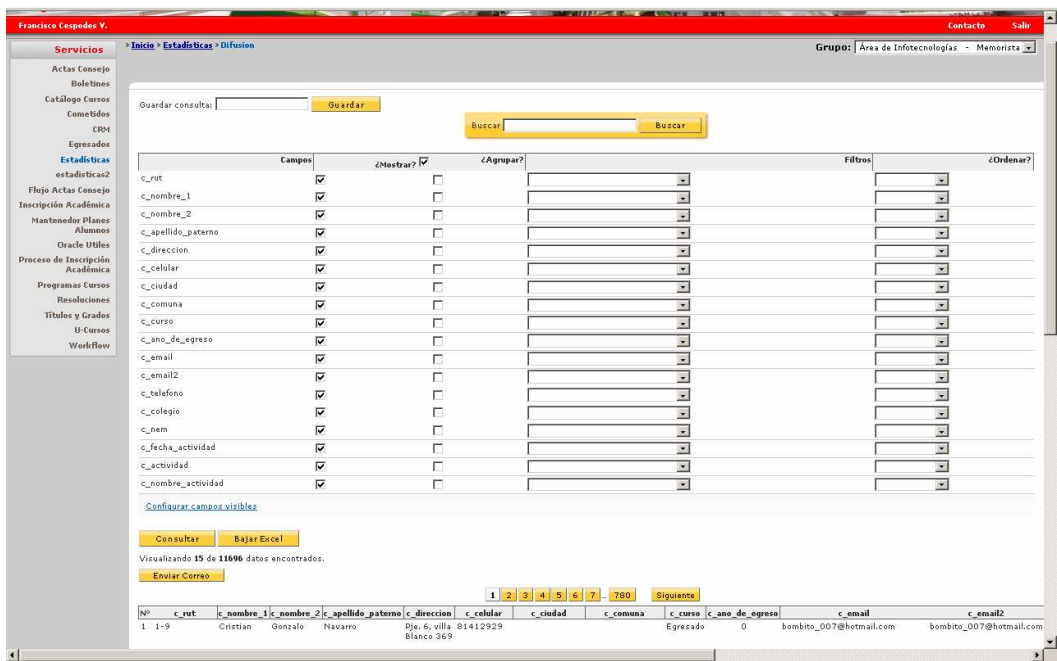 Francisco Cespedes V.
Contacto Salir
Servicios
» Inicio » Estadísticas » Difusion
Grupo: Área de Infotecnologías - Memorista
Actas Consejo
Boletines
Catálogo Cursos
Cometidos
CRM
Egresados
Estadísticas
estadisticas2
Flujo Actas Consejo
Inscripción Académica
Mantenedor Planes
Alumnos
Oracle Utiles
Proceso de Inscripción
Académica
Programas Cursos
Resoluciones
Títulos y Grados
U-Cursos
Workflow
Guardar consulta: Guardar
Buscar Buscar
Campos ¿Mostrar? ¿Agrupar? Filtros ¿Ordenar?
c_rut
c_nombre_1
c_nombre_2
c_apellido_paterno
c_direccion
c_celular
c_ciudad
c_comuna
c_curso
c_ano_de_egreso
c_email
c_email2
c_telefono
c_colegio
c_nem
c_fecha_actividad
c_actividad
c_nombre_actividad
Configurar campos visibles
Consultar Bajar Excel
Visualizando 15 de 11696 datos encontrados.
Enviar Correo
1 2 3 4 5 6 7 .. 780 Siguiente
Nº c_rut c_nombre_1 c_nombre_2 c_apellido_paterno c_direccion c_celular c_ciudad c_comuna c_curso c_ano_de_egreso c_email c_email2
1 1-9 Cristian Gonzalo Navarro Pje. 6, villa 81412929 Egresado 0 bombito_007@hotmail.com bombito_007@hotmail.com
Blanco 369